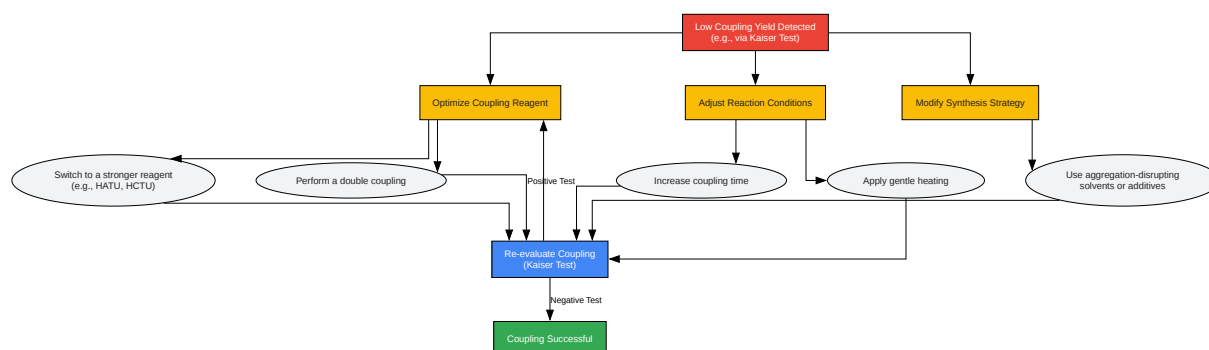 Low Coupling Yield Detected
(e.g., via Kaiser Test)
Optimize Coupling Reagent
Adjust Reaction Conditions
Modify Synthesis Strategy
Switch to a stronger reagent
(e.g., HATU, HCTU)
Perform a double coupling
Positive Test
Increase coupling time
Apply gentle heating
Use aggregation-disrupting
solvents or additives
Re-evaluate Coupling
(Kaiser Test)
Negative Test
Coupling Successful